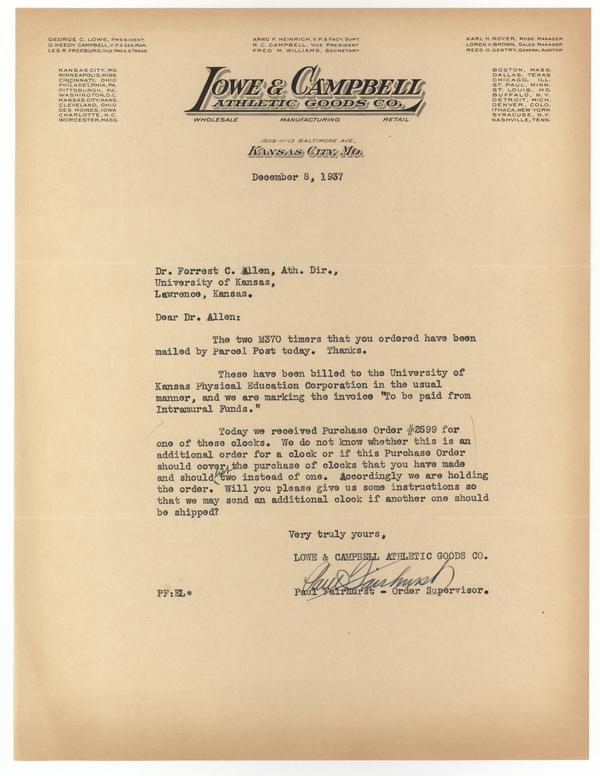 GEORGE C. LOWE, PRESIDENT
D. KEEDY CAMPBELL, V.P. & GEN. MGR.
LES R. FREEBURG, VICE PRES. & TREAS.
ARNO F. HEINRICH, V.P. & FACT. SUPT.
R. C. CAMPBELL, VICE PRESIDENT
FRED H. WILLIAMS, SECRETARY
KARL H. ROYER, MDSE. MANAGER
LOREN V. BROWN, SALES MANAGER
REED G. GENTRY, GENERAL AUDITOR
KANSAS CITY, MO.
MINNEAPOLIS, MINN.
CINCINNATI, OHIO
PHILADELPHIA, PA.
PITTSBURGH, PA.
WASHINGTON, D.C.
KANSAS CITY, KANS.
CLEVELAND, OHIO
DES MOINES, IOWA
CHARLOTTE, N.C.
WORCESTER, MASS.
LOWE & CAMPBELL
ATHLETIC GOODS CO.
WHOLESALE MANUFACTURING RETAIL
1509-11-13 BALTIMORE AVE.,
KANSAS CITY, MO.
BOSTON, MASS.
DALLAS, TEXAS
CHICAGO, ILL.
ST. PAUL, MINN.
ST. LOUIS, MO.
BUFFALO, N.Y.
DETROIT, MICH.
DENVER, COLO.
ITHACA, NEW YORK
SYRACUSE, N.Y.
NASHVILLE, TENN.
December 8, 1937
Dr. Forrest C. Allen, Ath. Dir.,
University of Kansas,
Lawrence, Kansas.
Dear Dr. Allen:
The two M370 timers that you ordered have been
mailed by Parcel Post today. Thanks.
These have been billed to the University of
Kansas Physical Education Corporation in the usual
manner, and we are marking the invoice "To be paid from
Intramural Funds."
Today we received Purchase Order #2599 for
one of these clocks. We do not know whether this is an
additional order for a clock or if this Purchase Order
should cover the purchase of clocks that you have made
and should be two instead of one. Accordingly we are holding
the order. Will you please give us some instructions so
that we may send an additional clock if another one should
be shipped?
Very truly yours,
LOWE & CAMPBELL ATHLETIC GOODS CO.
Paul Fairhurst
Paul Fairhurst - Order Supervisor.
PF:EL*